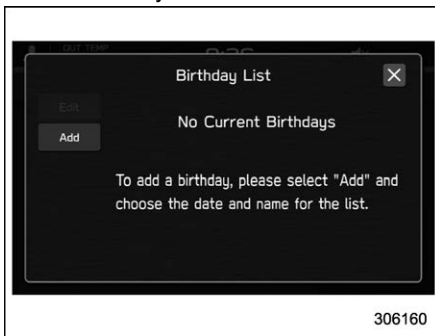 OUT TEMP
Birthday List
Edit
No Current Birthdays
Add
To add a birthday, please select "Add" and
choose the date and name for the list.
306160